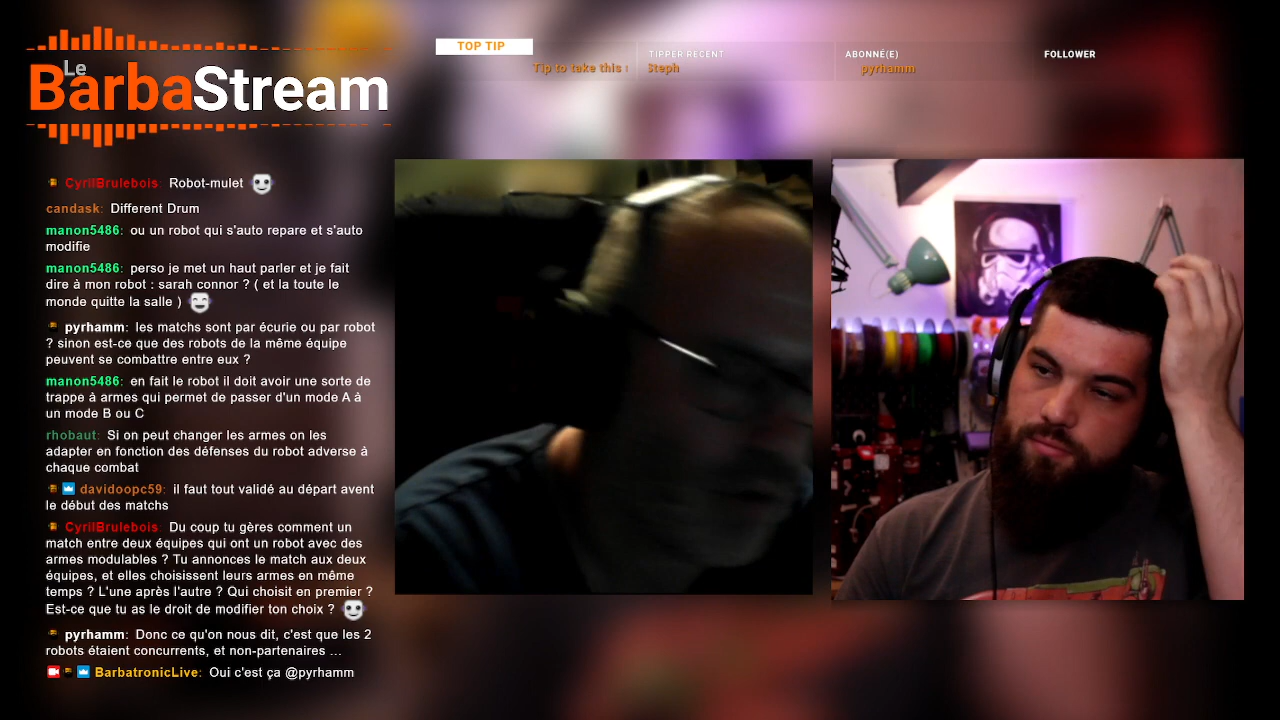 Le
BarbaStream
TOP TIP
Tip to take this
TIPPER RECENT
Steph
ABONNÉ(E)
pyrhamm
FOLLOWER
CyrilBrulebois: Robot-mulet
candask: Different Drum
manon5486: ou un robot qui s'auto repare et s'auto
modifie
manon5486: perso je met un haut parler et je fait
dire à mon robot : sarah connor ? ( et la toute le
monde quitte la salle )
pyrhamm: les matchs sont par écurie ou par robot
? sinon est-ce que des robots de la même équipe
peuvent se combattre entre eux ?
manon5486: en fait le robot il doit avoir une sorte de
trappe à armes qui permet de passer d'un mode A à
un mode B ou C
rhobaut: Si on peut changer les armes on les
adapter en fonction des défenses du robot adverse à
chaque combat
davidoopc59: il faut tout validé au départ avent
le début des matchs
CyrilBrulebois: Du coup tu gères comment un
match entre deux équipes qui ont un robot avec des
armes modulables ? Tu annonces le match aux deux
équipes, et elles choisissent leurs armes en même
temps ? L'une après l'autre ? Qui choisit en premier ?
Est-ce que tu as le droit de modifier ton choix ?
pyrhamm: Donc ce qu'on nous dit, c'est que les 2
robots étaient concurrents, et non-partenaires ...
BarbatronicLive: Oui c'est ça @pyrhamm